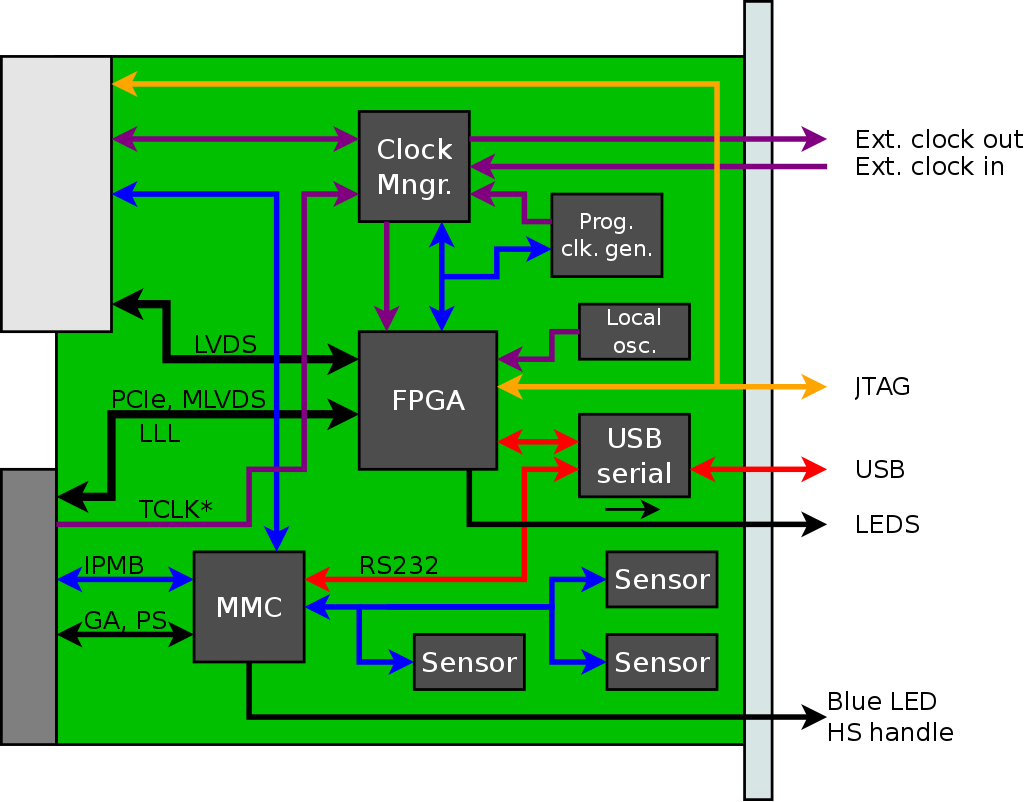 Ext. clock out
Ext. clock in
Clock
Mngr.
Prog.
clk. gen.
Local
osc.
LVDS
FPGA
JTAG
PCIe, MLVDS
LLL
USB
serial
USB
TCLK*
LEDS
IPMB
RS232
MMC
Sensor
GA, PS
Sensor
Sensor
Blue LED
HS handle